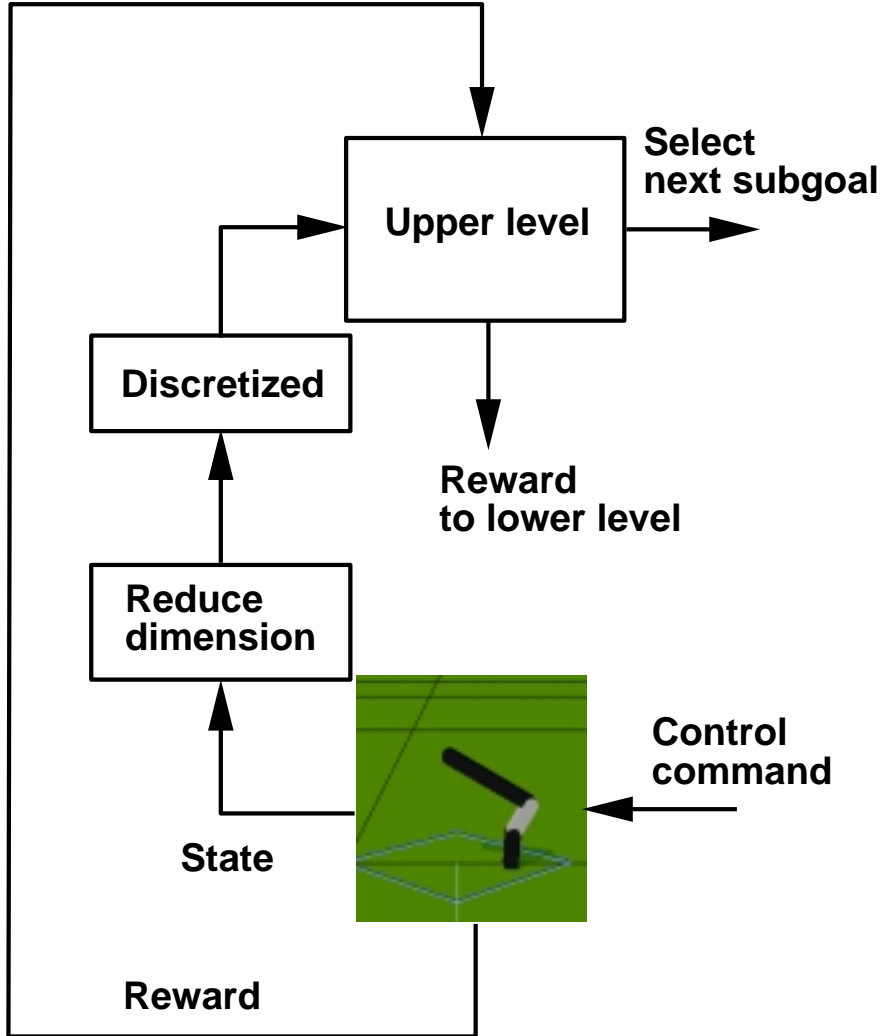 Select
next subgoal
Upper level
Discretized
Reward
to lower level
Reduce
dimension
Control
command
State
Reward